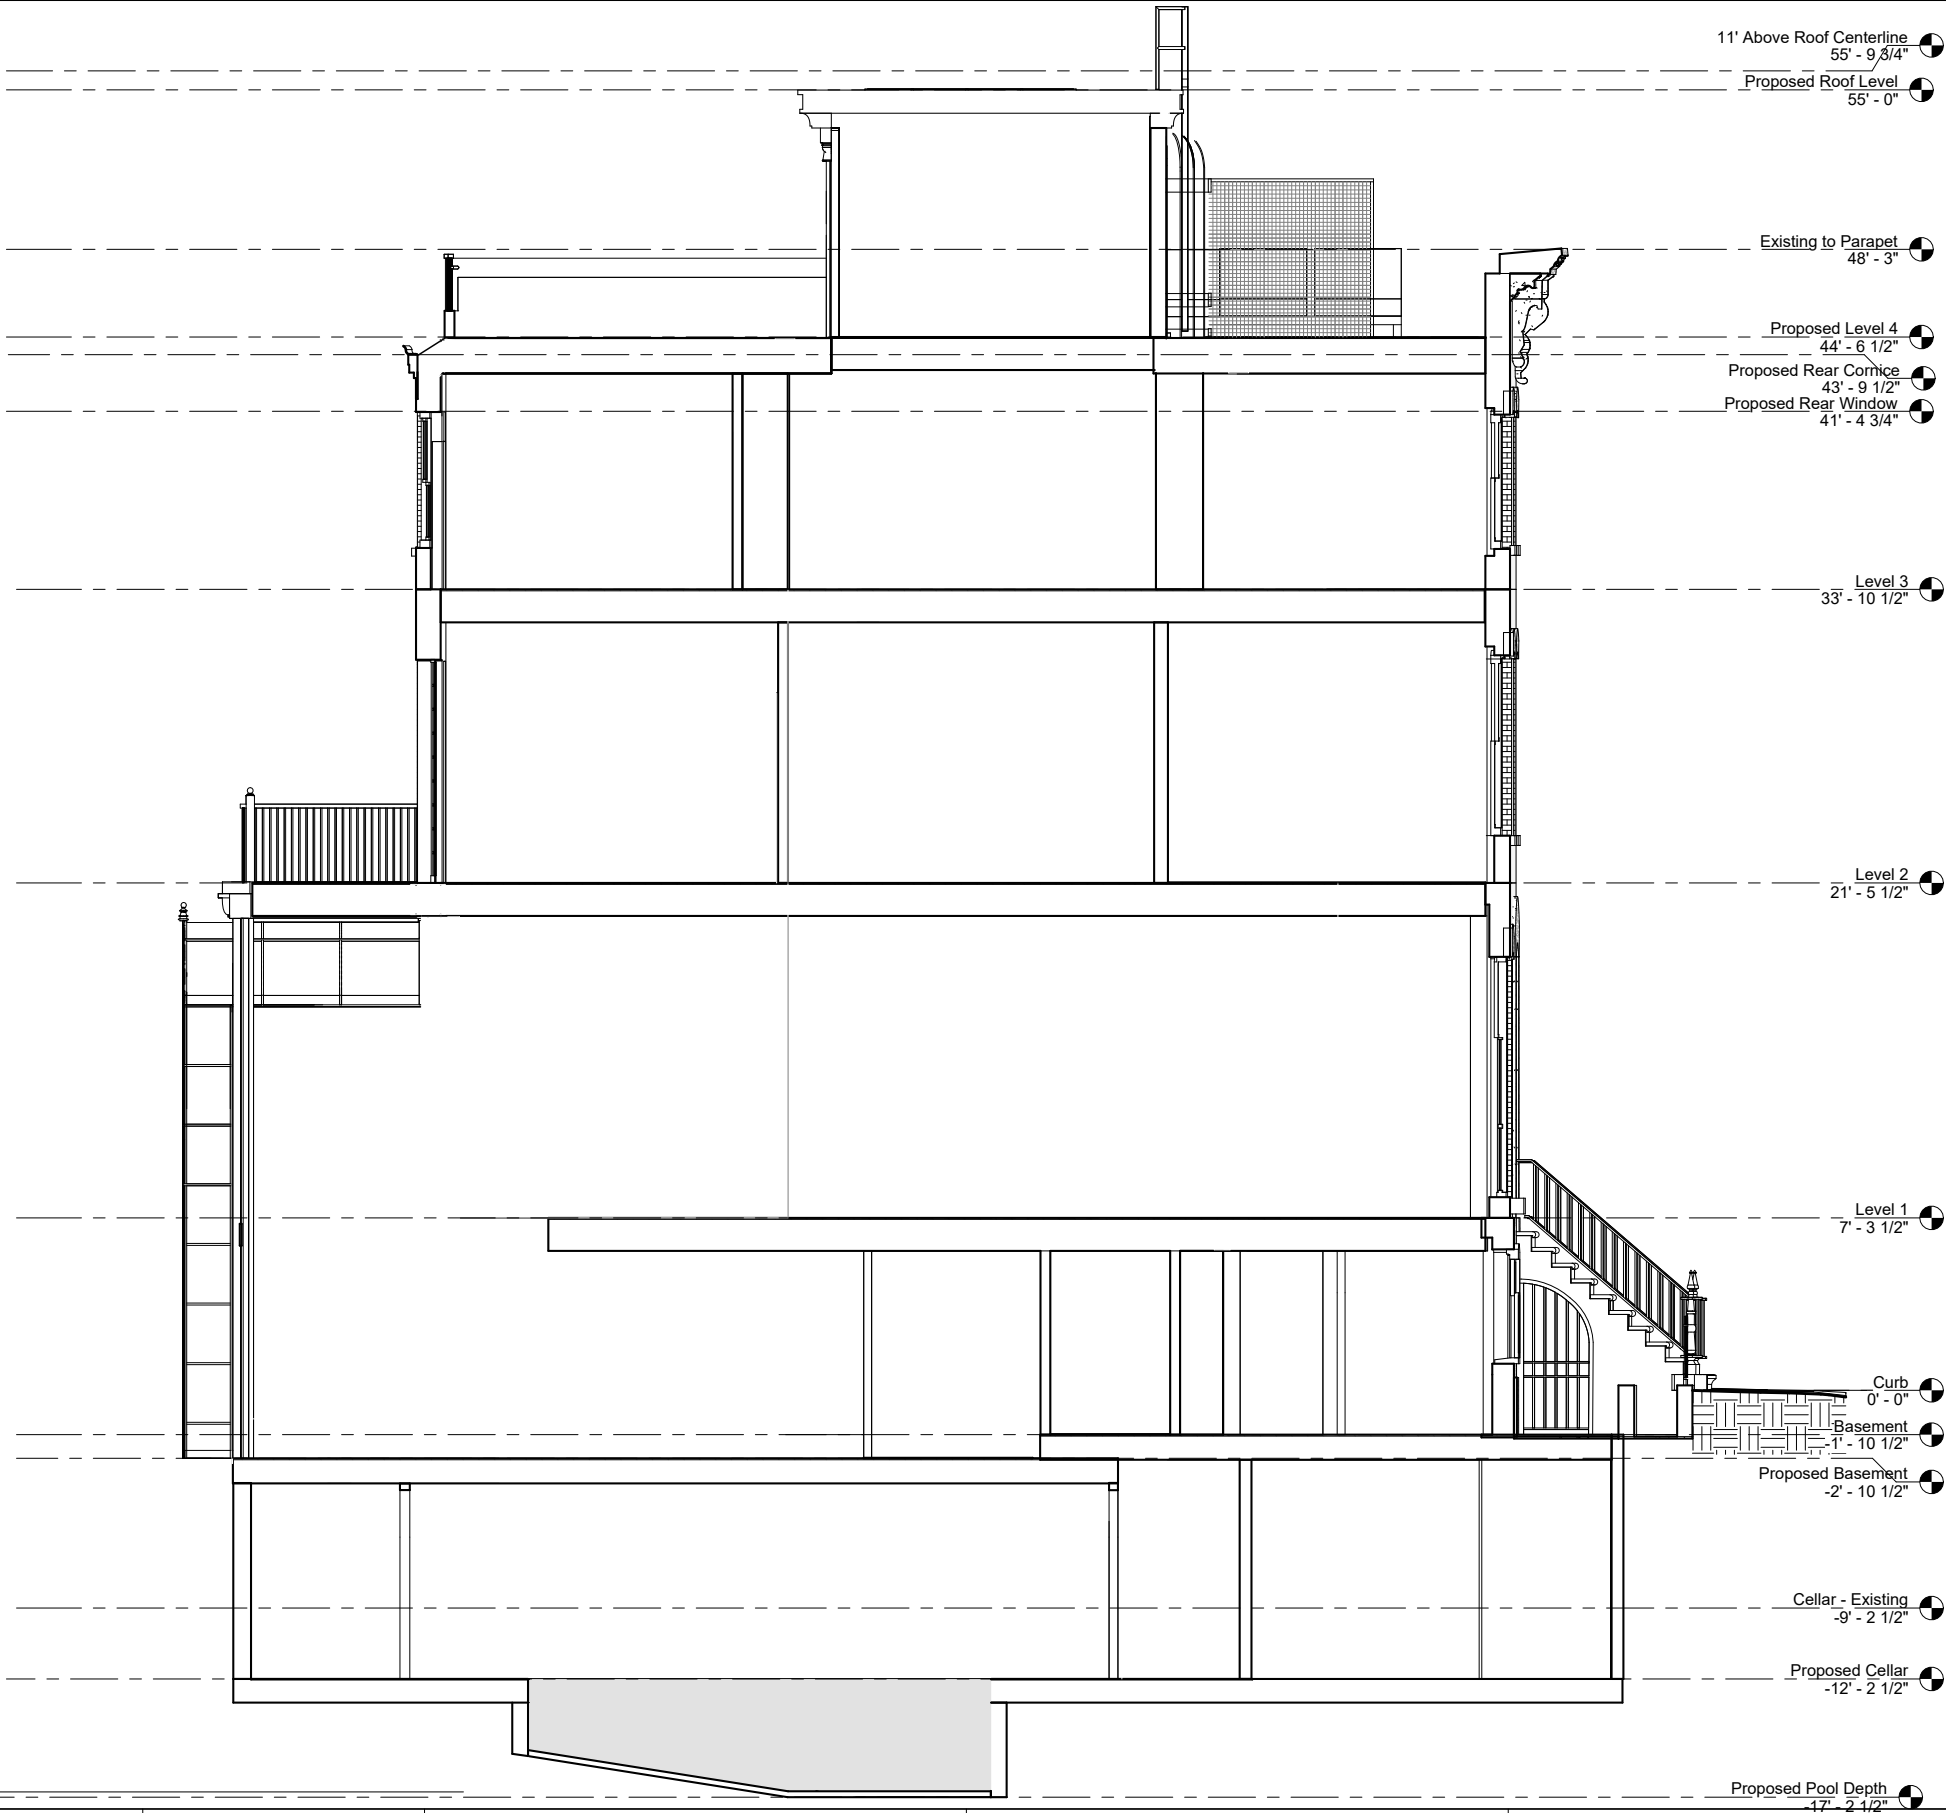 11' Above Roof Centerline
55' - 9 3/4"
Proposed Roof Level
55' - 0"
Existing to Parapet
48' - 3"
Proposed Level 4
44' - 6 1/2"
Proposed Rear Cornice
43' - 9 1/2"
Proposed Rear Window
41' - 4 3/4"
Level 3
33' - 10 1/2"
Level 2
21' - 5 1/2"
Level 1
7' - 3 1/2"
Curb
0' - 0"
Basement
-1' - 10 1/2"
Proposed Basement
-2' - 10 1/2"
Cellar - Existing
-9' - 2 1/2"
Proposed Cellar
-12' - 2 1/2"
Proposed Pool Depth
-17' - 2 1/2"